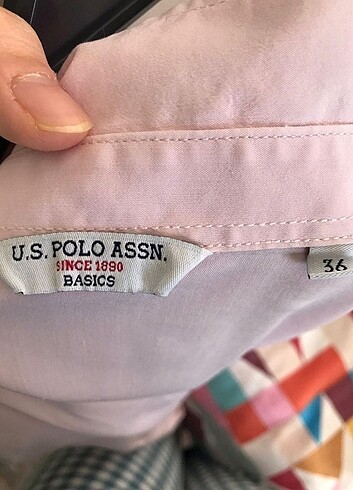 U.S. POLO ASSN.
SINCE 1890
BASICS
36